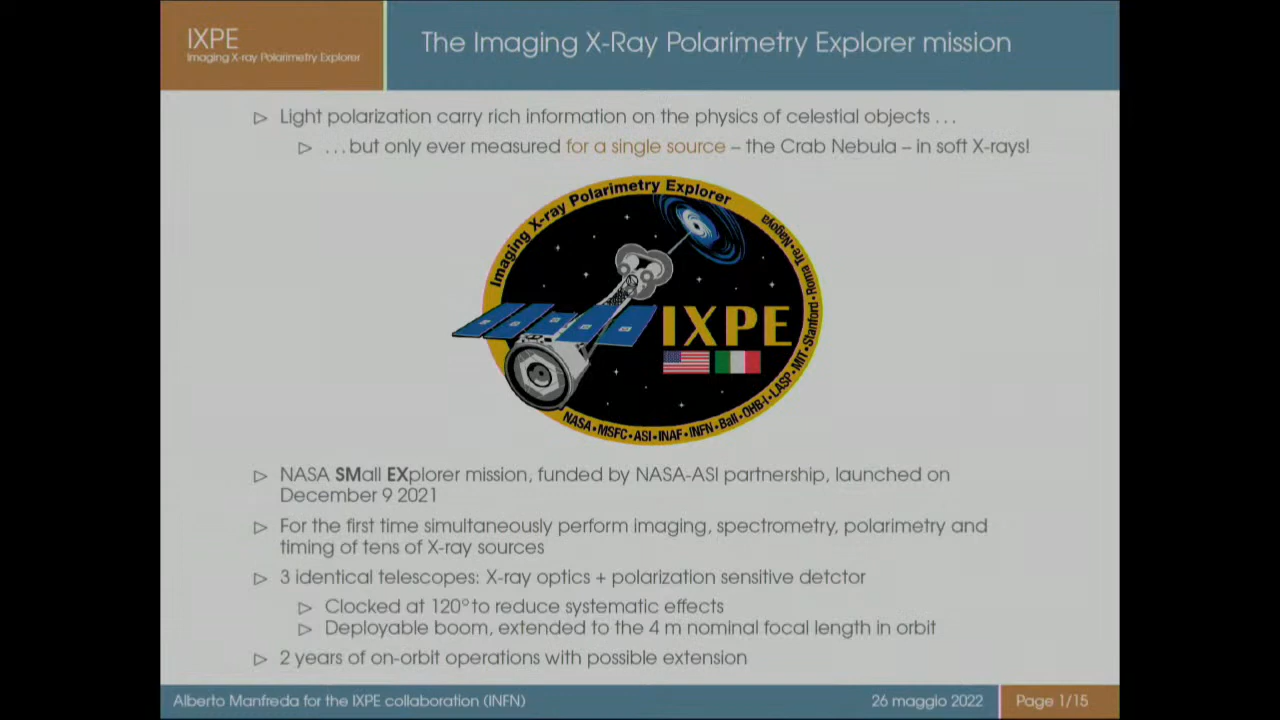 IXPE
Imaging X-ray Polarimetry Explorer
The Imaging X-Ray Polarimetry Explorer mission
Light polarization carry rich information on the physics of celestial objects . . .
. . . but only ever measured for a single source – the Crab Nebula – in soft X-rays!
Imaging X-ray Polarimetry Explorer
IXPE
NASA•MSFC•ASI•INAF•INFN•Ball•OHB-I•LASP•MIT•Stanford•Roma Tre•Nagoya
NASA SMall EXplorer mission, funded by NASA-ASI partnership, launched on
December 9 2021
For the first time simultaneously perform imaging, spectrometry, polarimetry and
timing of tens of X-ray sources
3 identical telescopes: X-ray optics + polarization sensitive detctor
Clocked at 120° to reduce systematic effects
Deployable boom, extended to the 4 m nominal focal length in orbit
2 years of on-orbit operations with possible extension
Alberto Manfreda for the IXPE collaboration (INFN)
26 maggio 2022
Page 1/15